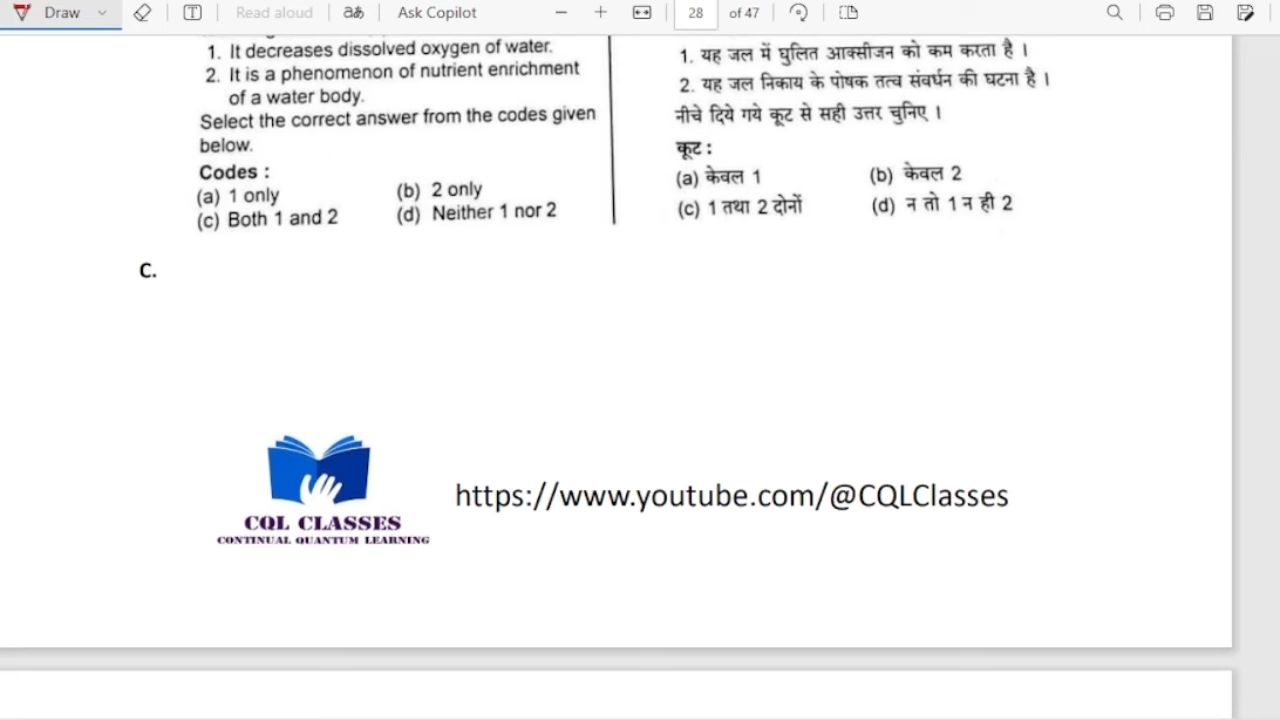 Draw
Read aloud
aあ
Ask Copilot
28
of 47
1. It decreases dissolved oxygen of water.
2. It is a phenomenon of nutrient enrichment
of a water body.
Select the correct answer from the codes given
below.
Codes :
(a) 1 only
(b) 2 only
(c) Both 1 and 2
(d) Neither 1 nor 2
1. यह जल में घुलित आक्सीजन को कम करता है ।
2. यह जल निकाय के पोषक तत्व संवर्धन की घटना है ।
नीचे दिये गये कूट से सही उत्तर चुनिए ।
कूट :
(a) केवल 1
(b) केवल 2
(c) 1 तथा 2 दोनों
(d) न तो 1 न ही 2
C.
CQL CLASSES
CONTINUAL QUANTUM LEARNING
https://www.youtube.com/@CQLClasses